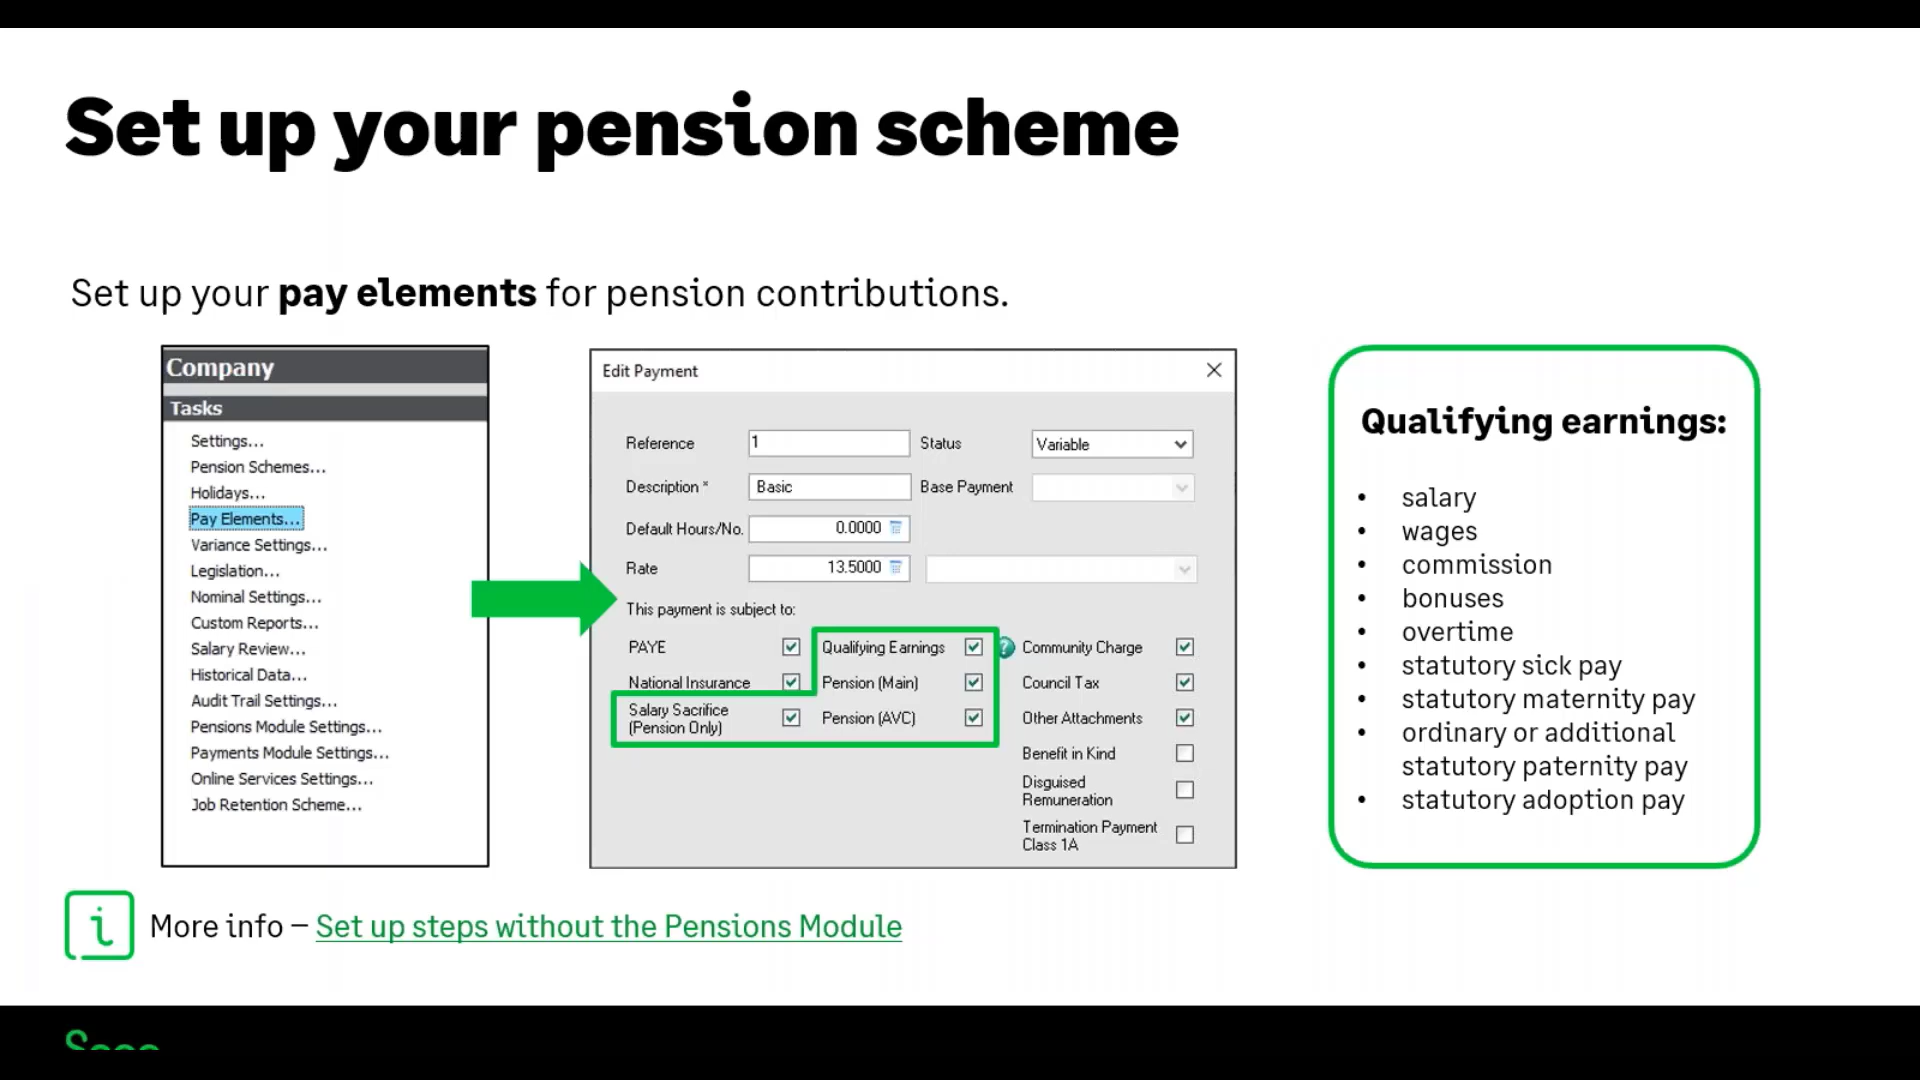 Set up your pension scheme
Set up your pay elements for pension contributions.
Company
Tasks
Settings...
Pension Schemes...
Holidays...
Pay Elements...
Variance Settings...
Legislation...
Nominal Settings...
Custom Reports...
Salary Review...
Historical Data...
Audit Trail Settings...
Pensions Module Settings...
Payments Module Settings...
Online Services Settings...
Job Retention Scheme...
Edit Payment
Reference 1 Status Variable
Description * Basic Base Payment
Default Hours/No. 0.0000
Rate 13.5000
This payment is subject to:
PAYE Qualifying Earnings ? Community Charge
National Insurance Pension (Main) Council Tax
Salary Sacrifice
(Pension Only) Pension (AVC) Other Attachments
Benefit in Kind
Disguised
Remuneration
Termination Payment
Class 1A
Qualifying earnings:
• salary
• wages
• commission
• bonuses
• overtime
• statutory sick pay
• statutory maternity pay
• ordinary or additional
statutory paternity pay
• statutory adoption pay
i More info – Set up steps without the Pensions Module